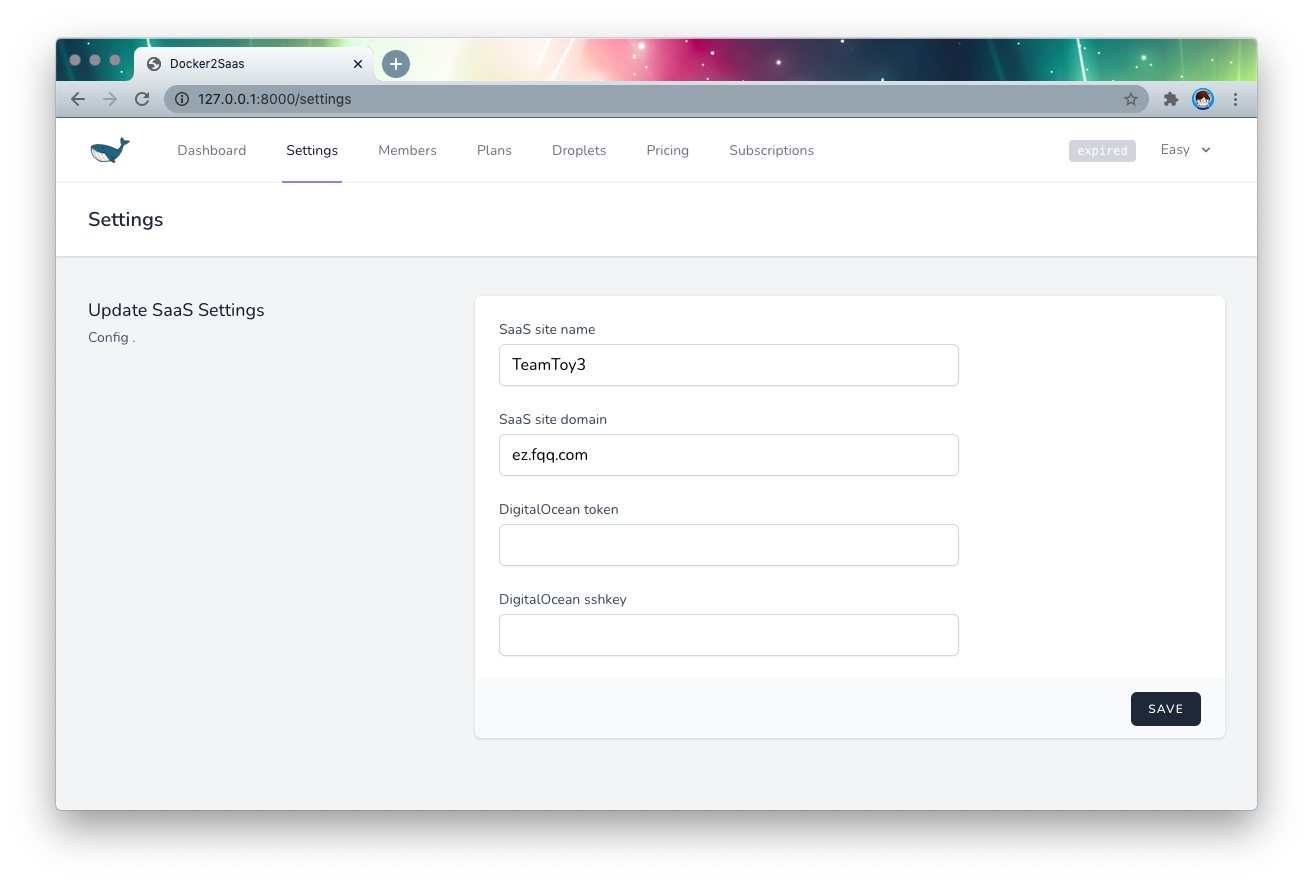 Docker2Saas
127.0.0.1:8000/settings
Dashboard Settings Members Plans Droplets Pricing Subscriptions expired Easy
Settings
Update SaaS Settings
Config .
SaaS site name
TeamToy3
SaaS site domain
ez.fqq.com
DigitalOcean token
DigitalOcean sshkey
SAVE